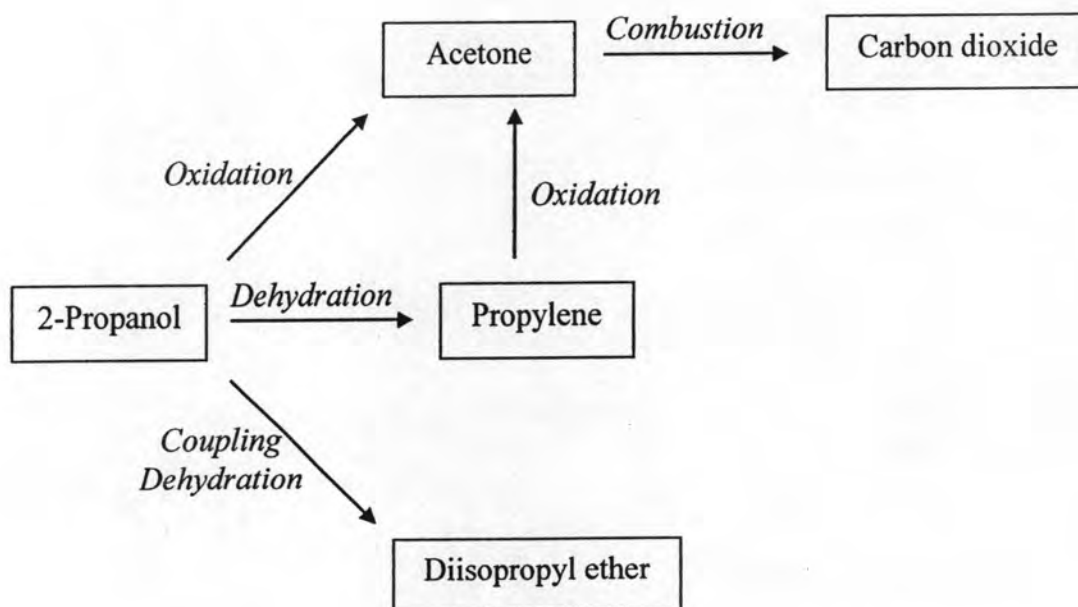 Combustion
Acetone
Carbon dioxide
Oxidation
Oxidation
Dehydration
2-Propanol
Propylene
Coupling
Dehydration
Diisopropyl ether